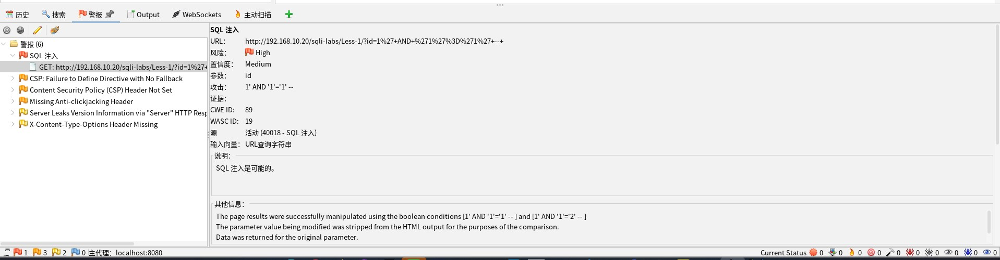 历史 搜索 警报 Output WebSockets 主动扫描
警报 (6)
SQL 注入
GET: http://192.168.10.20/sqli-labs/Less-1/?id=1%27+
CSP: Failure to Define Directive with No Fallback
Content Security Policy (CSP) Header Not Set
Missing Anti-clickjacking Header
Server Leaks Version Information via "Server" HTTP Resp
X-Content-Type-Options Header Missing
SQL 注入
URL: http://192.168.10.20/sqli-labs/Less-1/?id=1%27+AND+%271%27%3D%271%27+--+
风险: High
置信度: Medium
参数: id
攻击: 1' AND '1'='1' --
证据:
CWE ID: 89
WASC ID: 19
源 活动 (40018 - SQL 注入)
输入向量: URL查询字符串
说明:
SQL 注入是可能的。
其他信息:
The page results were successfully manipulated using the boolean conditions [1' AND '1'='1' -- ] and [1' AND '1'='2' -- ]
The parameter value being modified was stripped from the HTML output for the purposes of the comparison.
Data was returned for the original parameter.
1 3 2 0 主代理: localhost:8080 Current Status 0 0 0 0 0 0 0 0 0 0